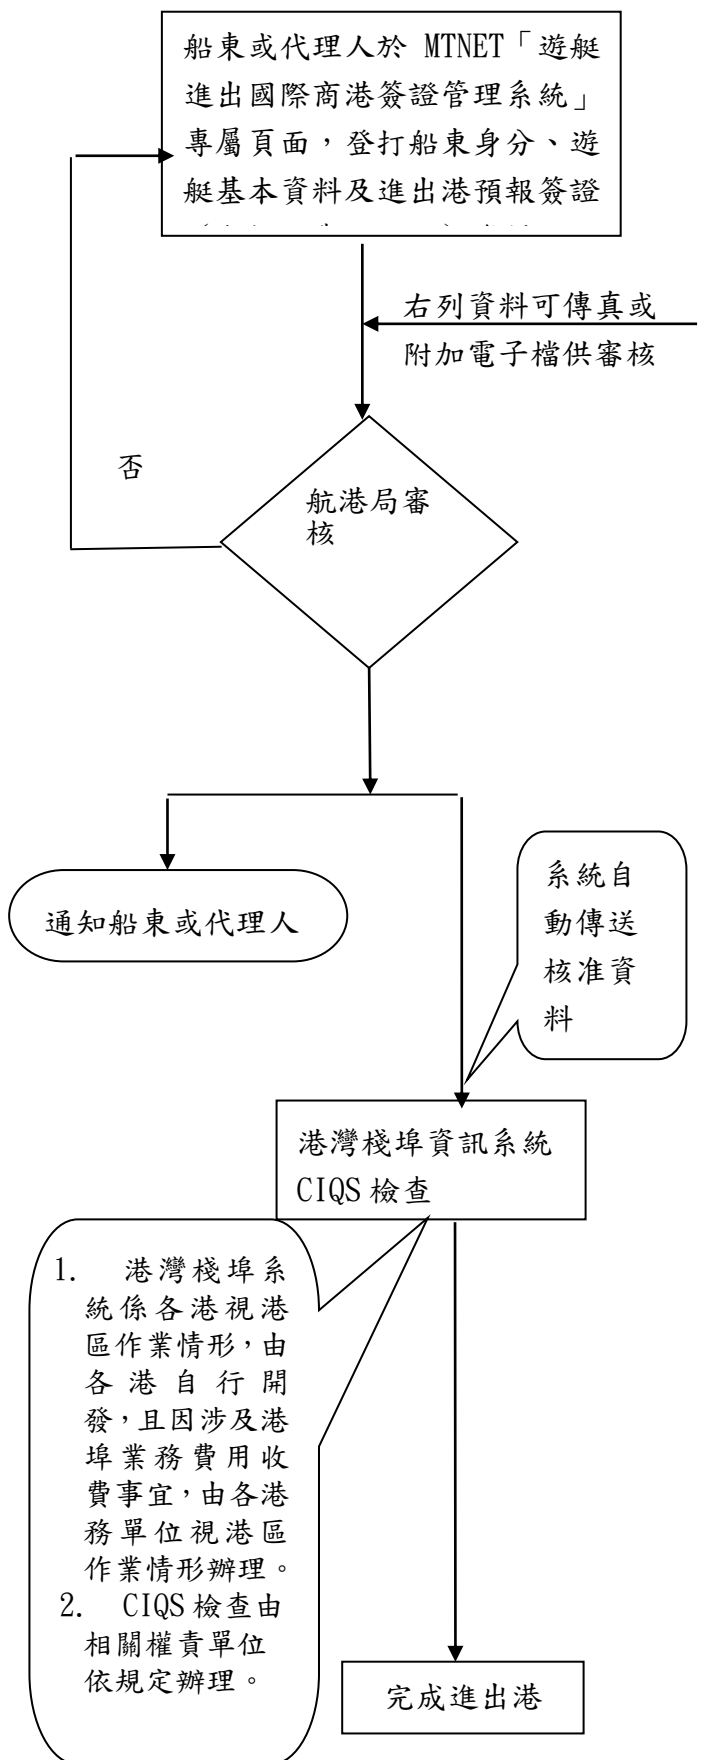 船東或代理人於 MTNET「遊艇
進出國際商港簽證管理系統」
專屬頁面，登打船東身分、遊
艇基本資料及進出港預報簽證
右列資料可傳真或
附加電子檔供審核
否
航港局審
核
系統自
動傳送
核准資
料
通知船東或代理人
港灣棧埠資訊系統
CIQS 檢查
1. 港灣棧埠系
統係各港視港
區作業情形，由
各港自行開
發，且因涉及港
埠業務費用收
費事宜，由各港
務單位視港區
作業情形辦理。
2. CIQS 檢查由
相關權責單位
依規定辦理。
完成進出港